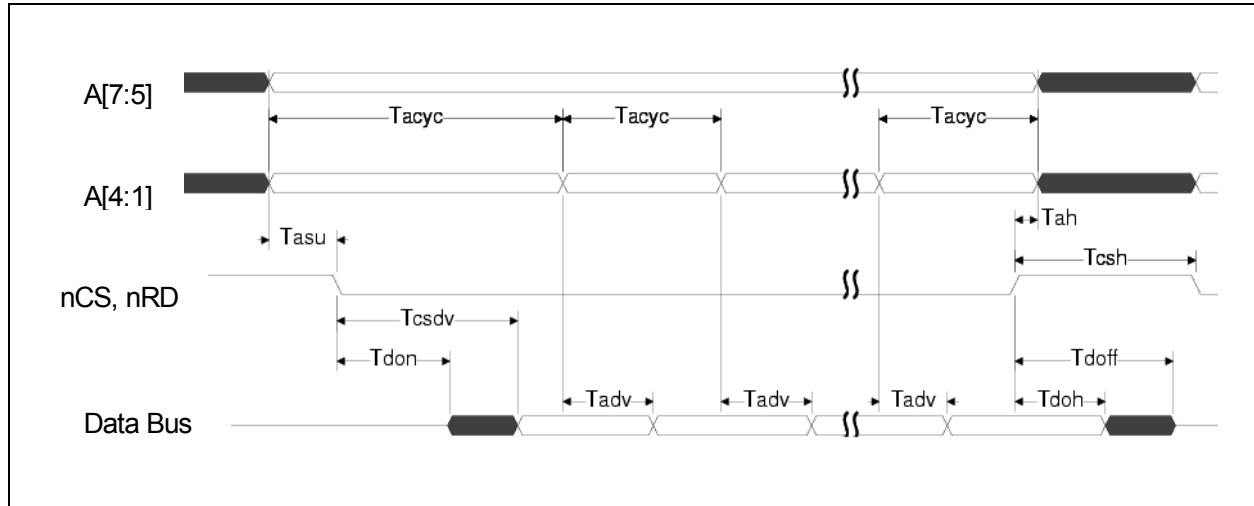 A[7:5]
Tacyc Tacyc Tacyc
A[4:1]
Tah
Tasu
Tcsh
nCS, nRD
Tcsdv
Tdon Tdoff
Tadv Tadv Tadv Tdoh
Data Bus